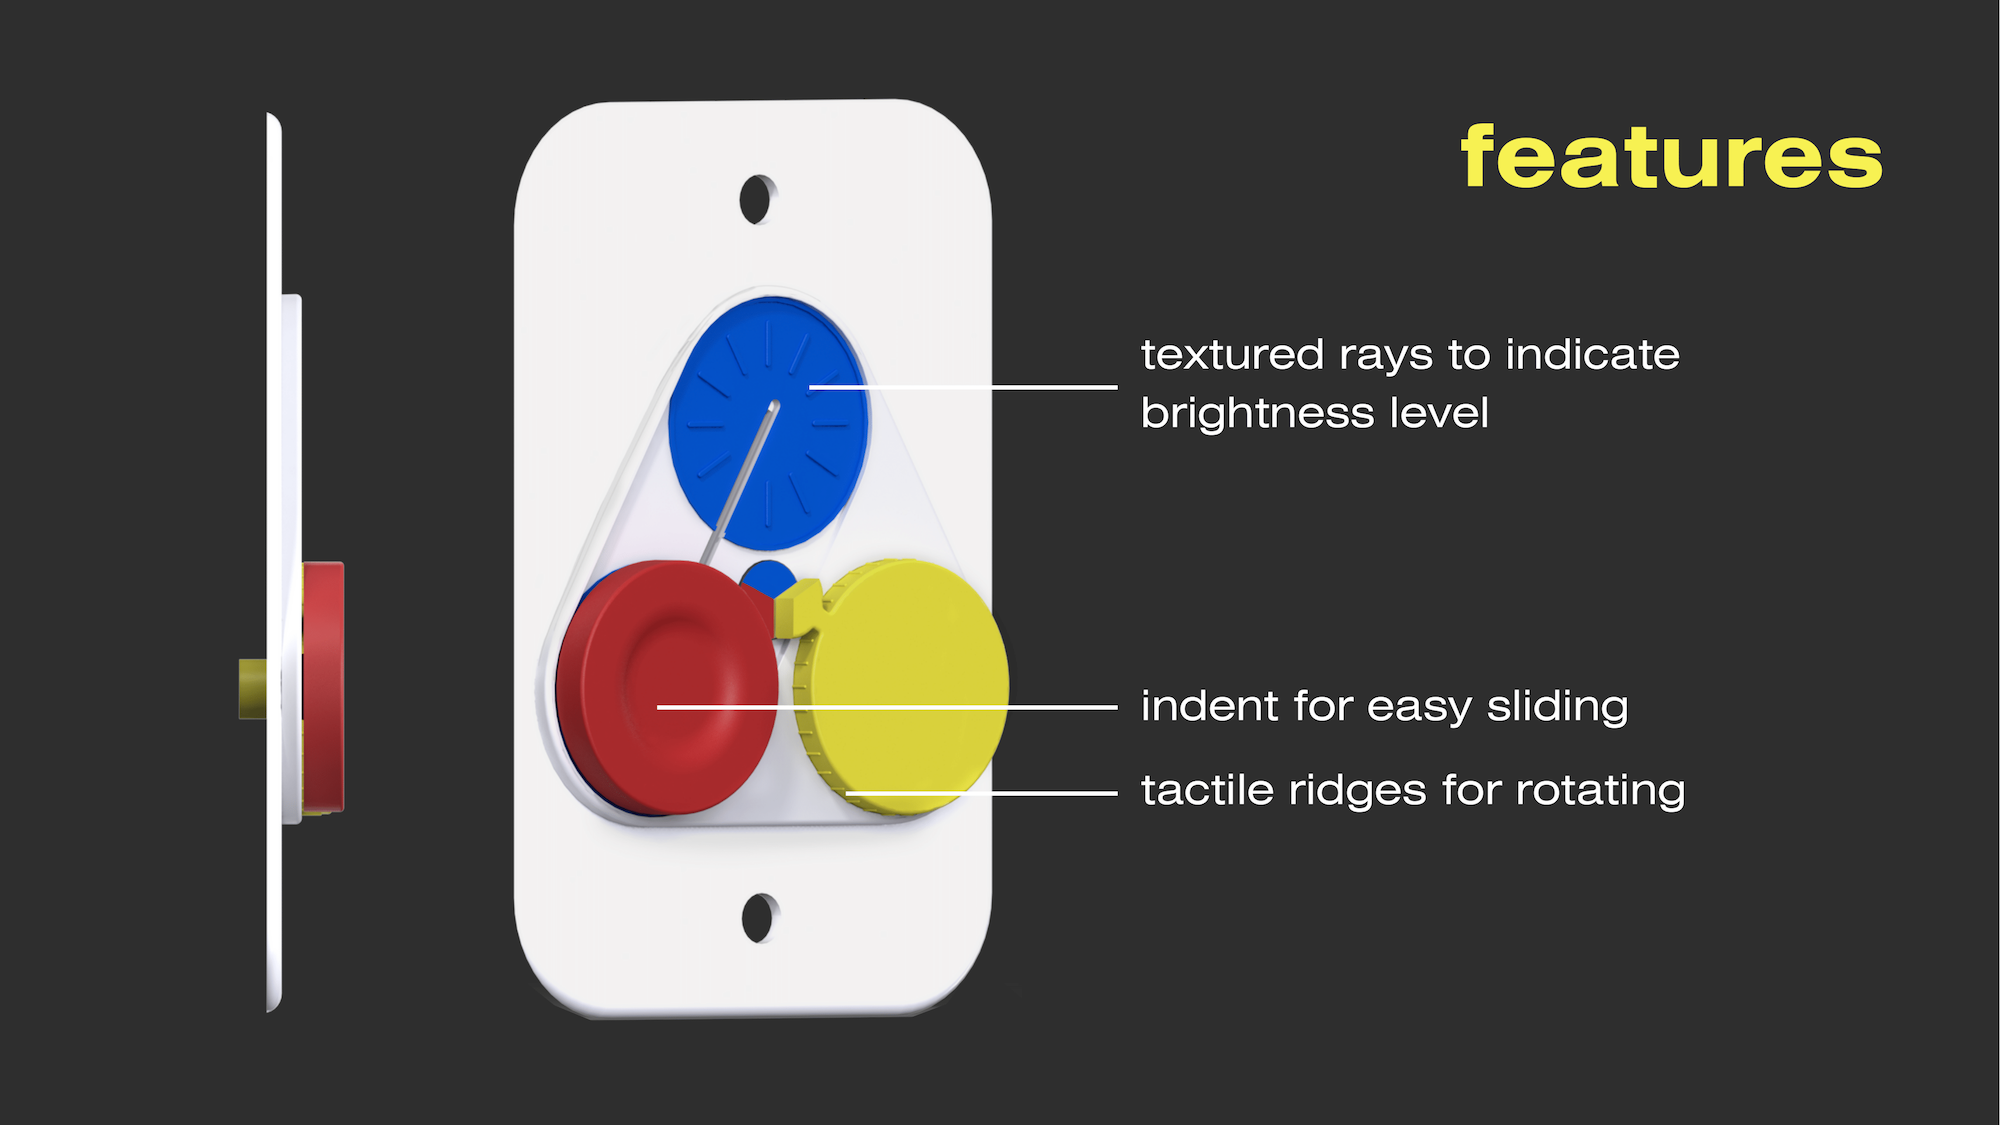 features
textured rays to indicate
brightness level
indent for easy sliding
tactile ridges for rotating